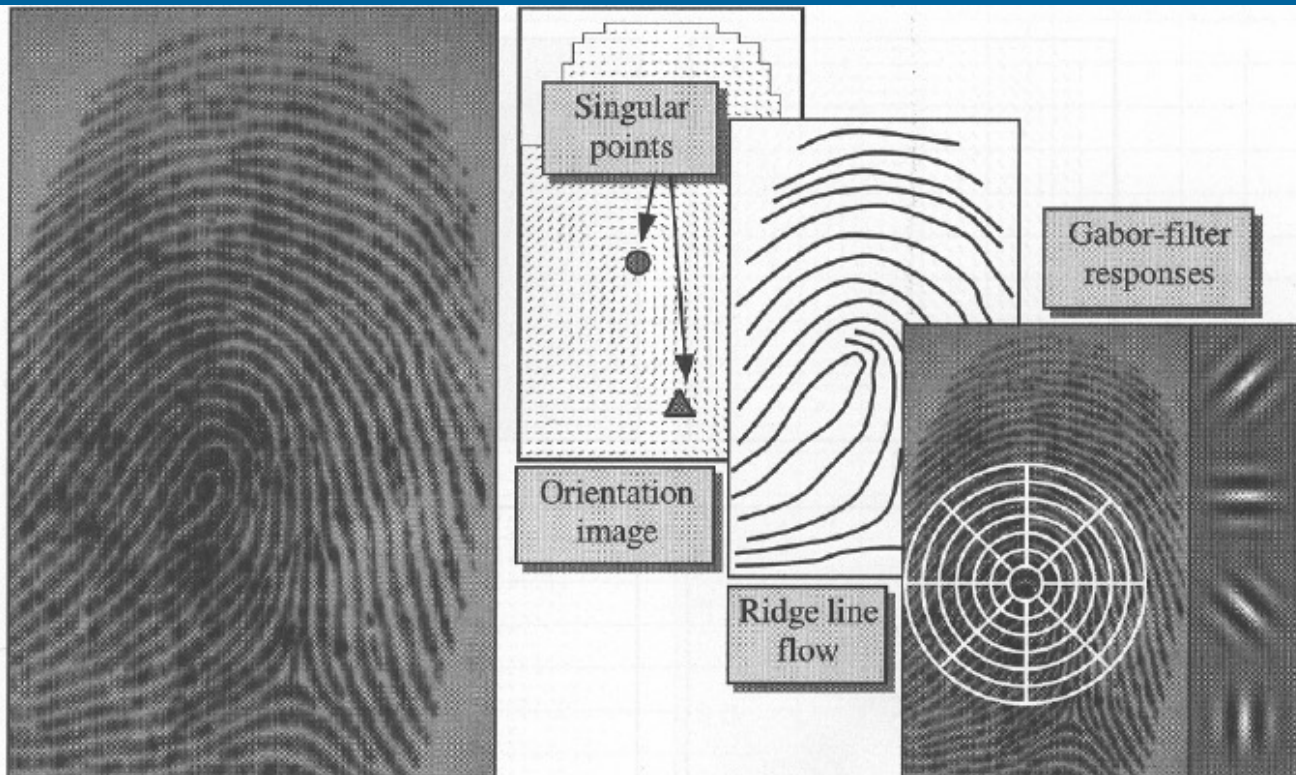 Singular
points
Gabor-filter
responses
Orientation
image
Ridge line
flow